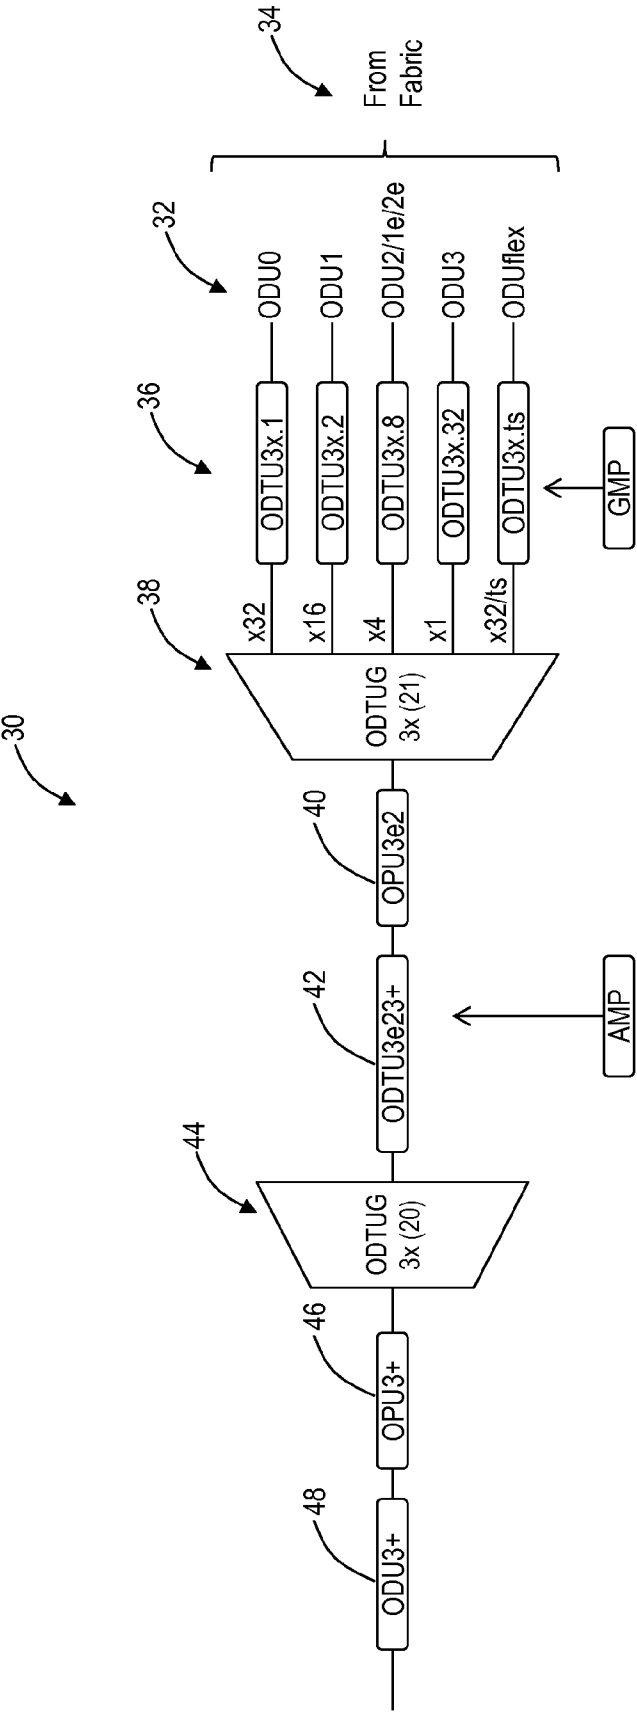 30
34
From
Fabric
32
ODU0
ODU1
ODU2/1e/2e
ODU3
ODUflex
36
ODTU3x.1
ODTU3x.2
ODTU3x.8
ODTU3x.32
ODTU3x.ts
GMP
38
x32
x16
x4
x1
x32/ts
ODTUG
3x (21)
40
OPU3e2
42
ODTU3e23+
AMP
44
ODTUG
3x (20)
46
OPU3+
48
ODU3+